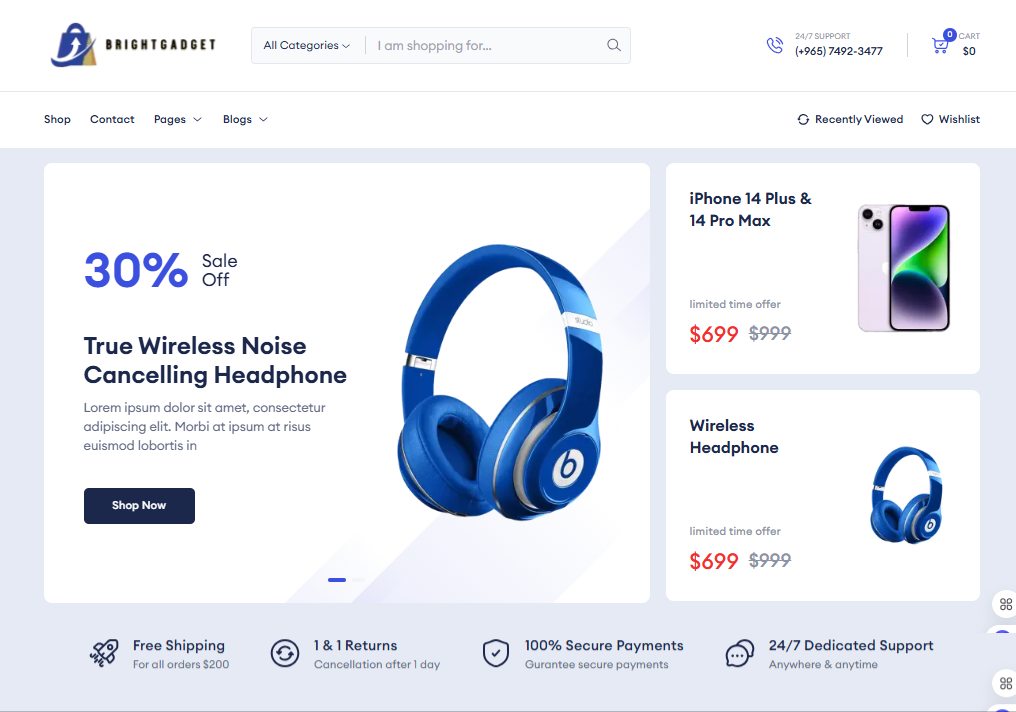 BRIGHTGADGET
All Categories
I am shopping for...
24/7 SUPPORT
(+965) 7492-3477
0
CART
$0
Shop
Contact
Pages
Blogs
Recently Viewed
Wishlist
30%
Sale
Off
True Wireless Noise
Cancelling Headphone
Lorem ipsum dolor sit amet, consectetur
adipiscing elit. Morbi at ipsum at risus
euismod lobortis in
Shop Now
studio
b
iPhone 14 Plus &
14 Pro Max
limited time offer
$699 $999
Wireless
Headphone
limited time offer
$699 $999
b
Free Shipping
For all orders $200
1 & 1 Returns
Cancellation after 1 day
100% Secure Payments
Gurantee secure payments
24/7 Dedicated Support
Anywhere & anytime